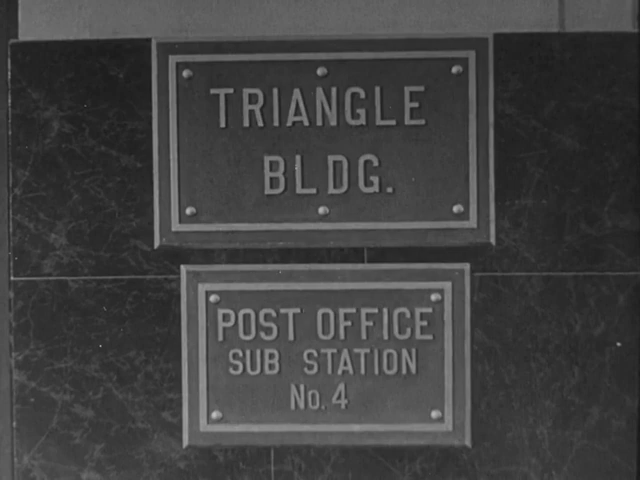 TRIANGLE
BLDG.
POST OFFICE
SUB STATION
No. 4